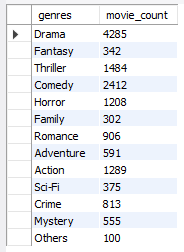 genres movie_count
Drama 4285
Fantasy 342
Thriller 1484
Comedy 2412
Horror 1208
Family 302
Romance 906
Adventure 591
Action 1289
Sci-Fi 375
Crime 813
Mystery 555
Others 100